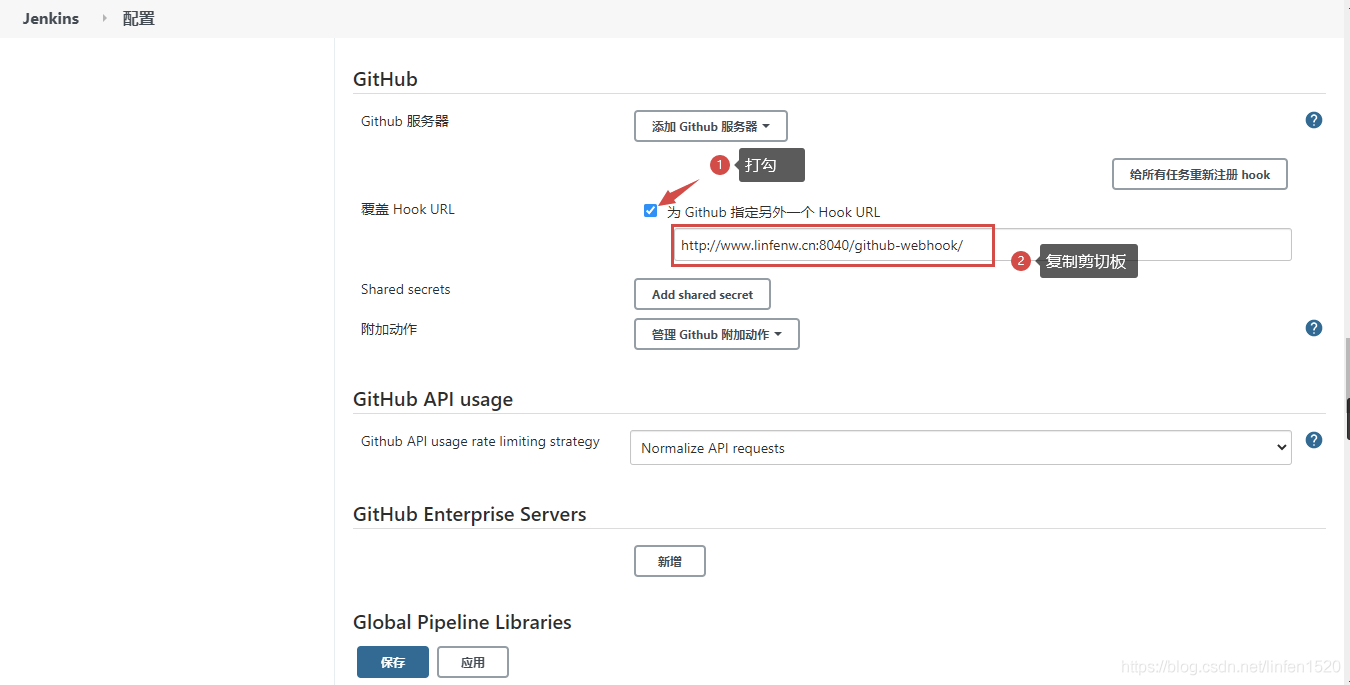 Jenkins 配置
GitHub
Github 服务器
添加 Github 服务器
1 打勾
给所有任务重新注册 hook
覆盖 Hook URL
为 Github 指定另外一个 Hook URL
http://www.linfenw.cn:8040/github-webhook/
2 复制剪切板
Shared secrets
Add shared secret
附加动作
管理 Github 附加动作
GitHub API usage
Github API usage rate limiting strategy
Normalize API requests
GitHub Enterprise Servers
新增
Global Pipeline Libraries
保存 应用
https://blog.csdn.net/linfen1520